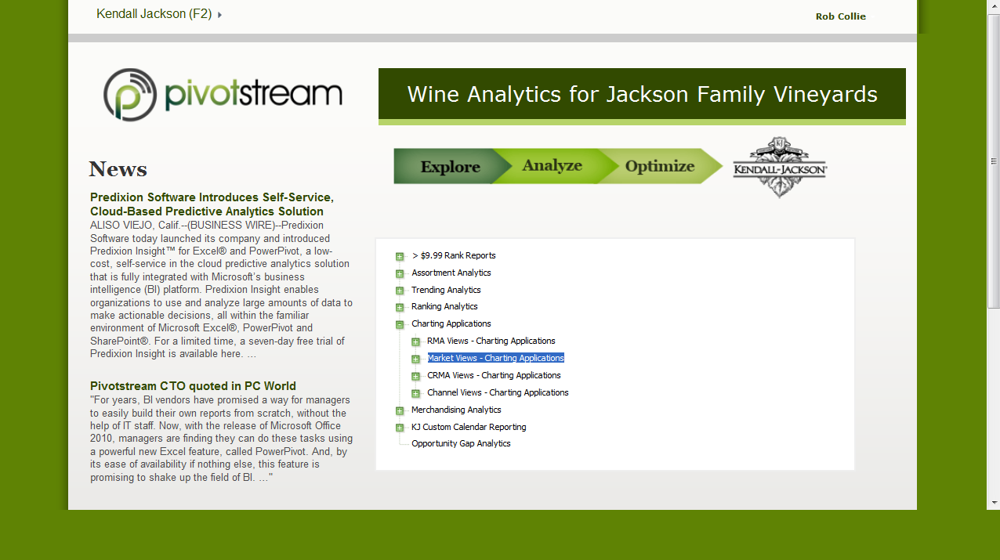 Kendall Jackson (F2)
Rob Collie
pivotstream
Wine Analytics for Jackson Family Vineyards
Explore
Analyze
Optimize
KJ
KENDALL-JACKSON®
News
Predixion Software Introduces Self-Service,
Cloud-Based Predictive Analytics Solution
ALISO VIEJO, Calif.--(BUSINESS WIRE)--Predixion
Software today launched its company and introduced
Predixion Insight™ for Excel® and PowerPivot, a low-
cost, self-service in the cloud predictive analytics solution
that is fully integrated with Microsoft's business
intelligence (BI) platform. Predixion Insight enables
organizations to use and analyze large amounts of data to
make actionable decisions, all within the familiar
environment of Microsoft Excel®, PowerPivot and
SharePoint®. For a limited time, a seven-day free trial of
Predixion Insight is available here. ...
Pivotstream CTO quoted in PC World
"For years, BI vendors have promised a way for managers
to easily build their own reports from scratch, without the
help of IT staff. Now, with the release of Microsoft Office
2010, managers are finding they can do these tasks using
a powerful new Excel feature, called PowerPivot. And, by
its ease of availability if nothing else, this feature is
promising to shake up the field of BI. ..."
> $9.99 Rank Reports
Assortment Analytics
Trending Analytics
Ranking Analytics
Charting Applications
RMA Views - Charting Applications
Market Views - Charting Applications
CRMA Views - Charting Applications
Channel Views - Charting Applications
Merchandising Analytics
KJ Custom Calendar Reporting
Opportunity Gap Analytics